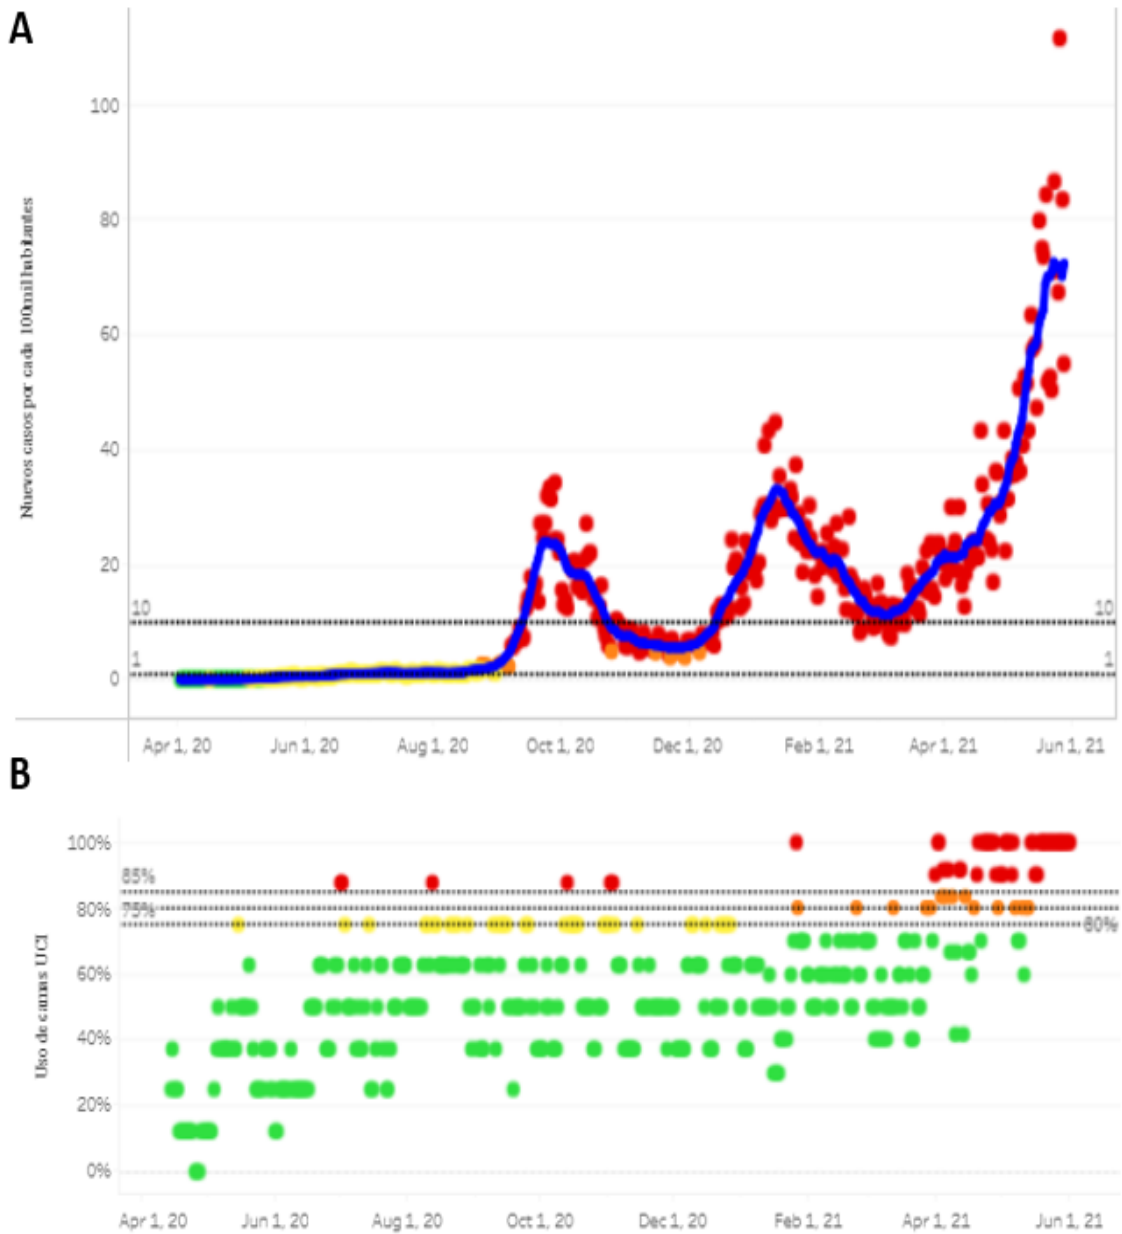 A
Nuevos casos por cada 100mil habitantes
100
80
60
40
20
10 10
1 1
0
Apr 1, 20 Jun 1, 20 Aug 1, 20 Oct 1, 20 Dec 1, 20 Feb 1, 21 Apr 1, 21 Jun 1, 21
B
Uso de camas UCI
100%
85%
80%
75%
80%
60%
40%
20%
0%
Apr 1, 20 Jun 1, 20 Aug 1, 20 Oct 1, 20 Dec 1, 20 Feb 1, 21 Apr 1, 21 Jun 1, 21